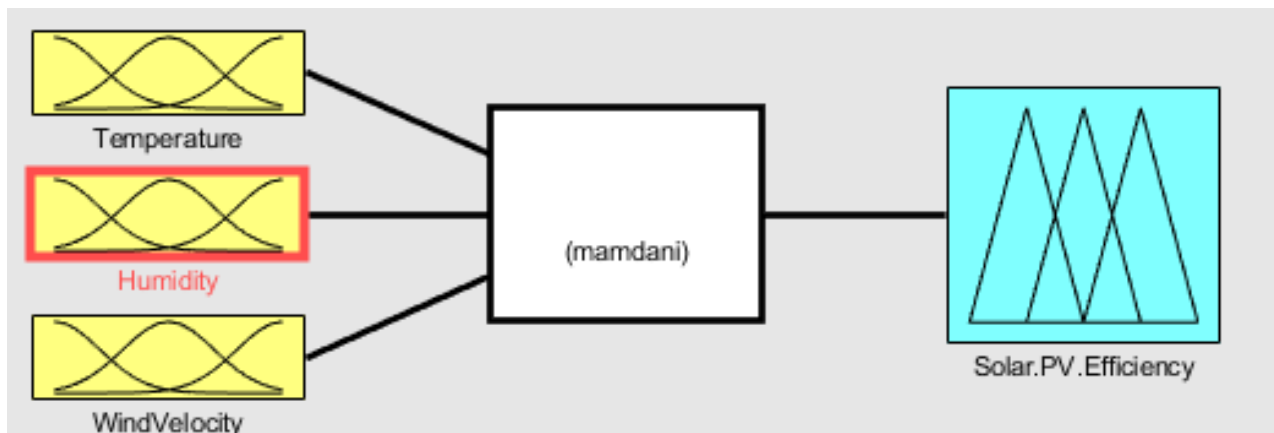 Temperature
Humidity
WindVelocity
(mamdani)
Solar.PV.Efficiency